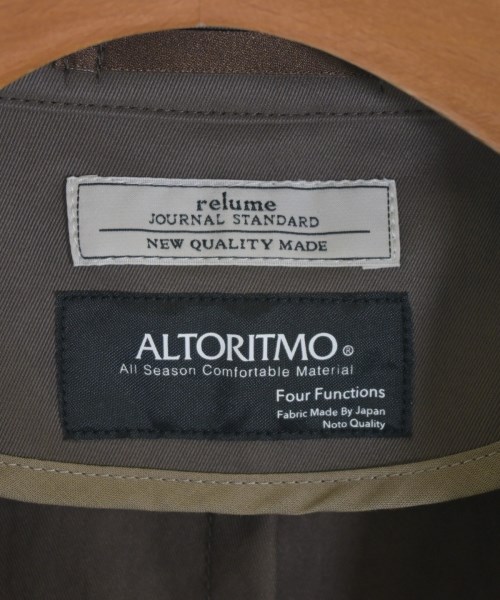 relume
JOURNAL STANDARD
NEW QUALITY MADE
ALTORITMO®
All Season Comfortable Material
Four Functions
Fabric Made By Japan
Noto Quality